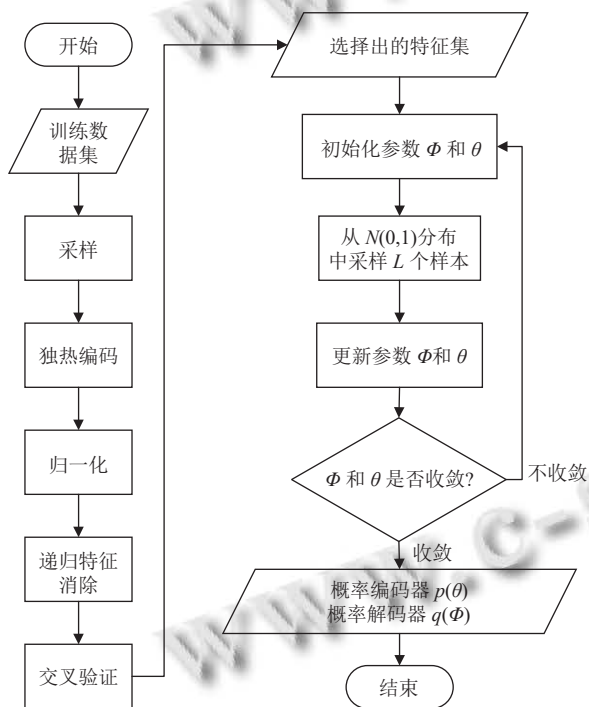 开始
训练数
据集
采样
独热编码
归一化
递归特征
消除
交叉验证
选择出的特征集
初始化参数 Φ 和 θ
从 N(0,1)分布
中采样 L 个样本
更新参数 Φ和 θ
Φ 和 θ 是否收敛?
不收敛
收敛
概率编码器 p(θ)
概率解码器 q(Φ)
结束
www.c-